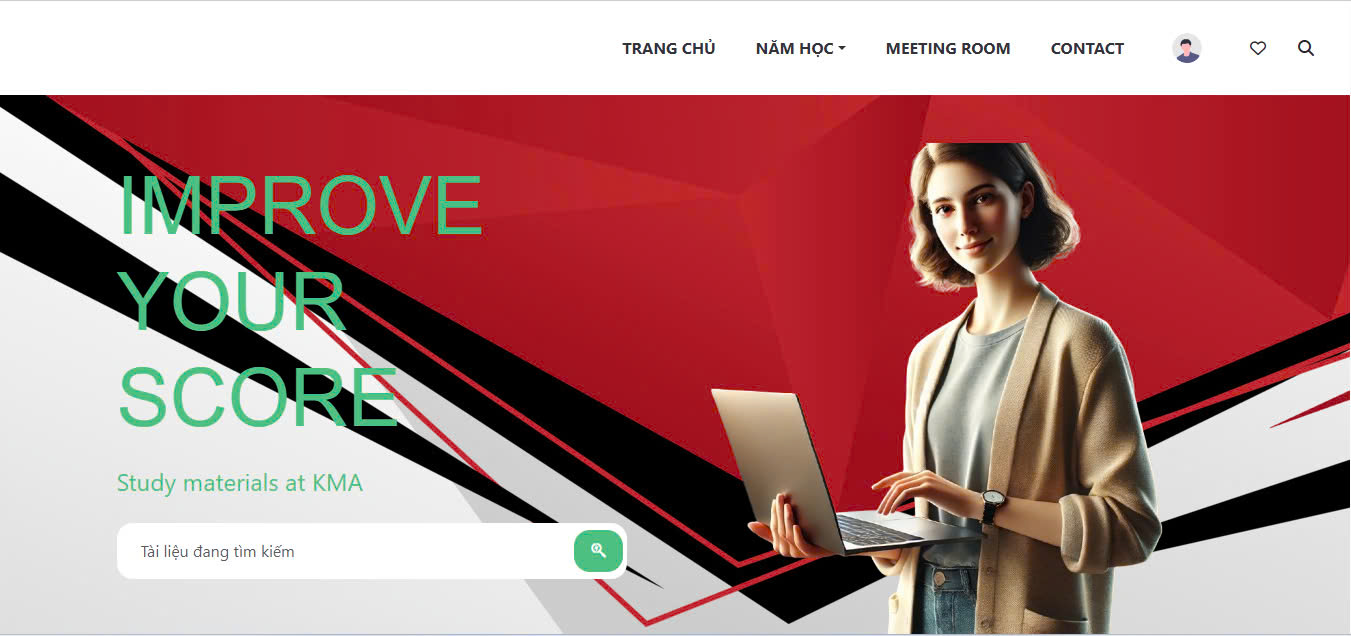 TRANG CHỦ NĂM HỌC MEETING ROOM CONTACT
IMPROVE
YOUR
SCORE
Study materials at KMA
Tài liệu đang tìm kiếm